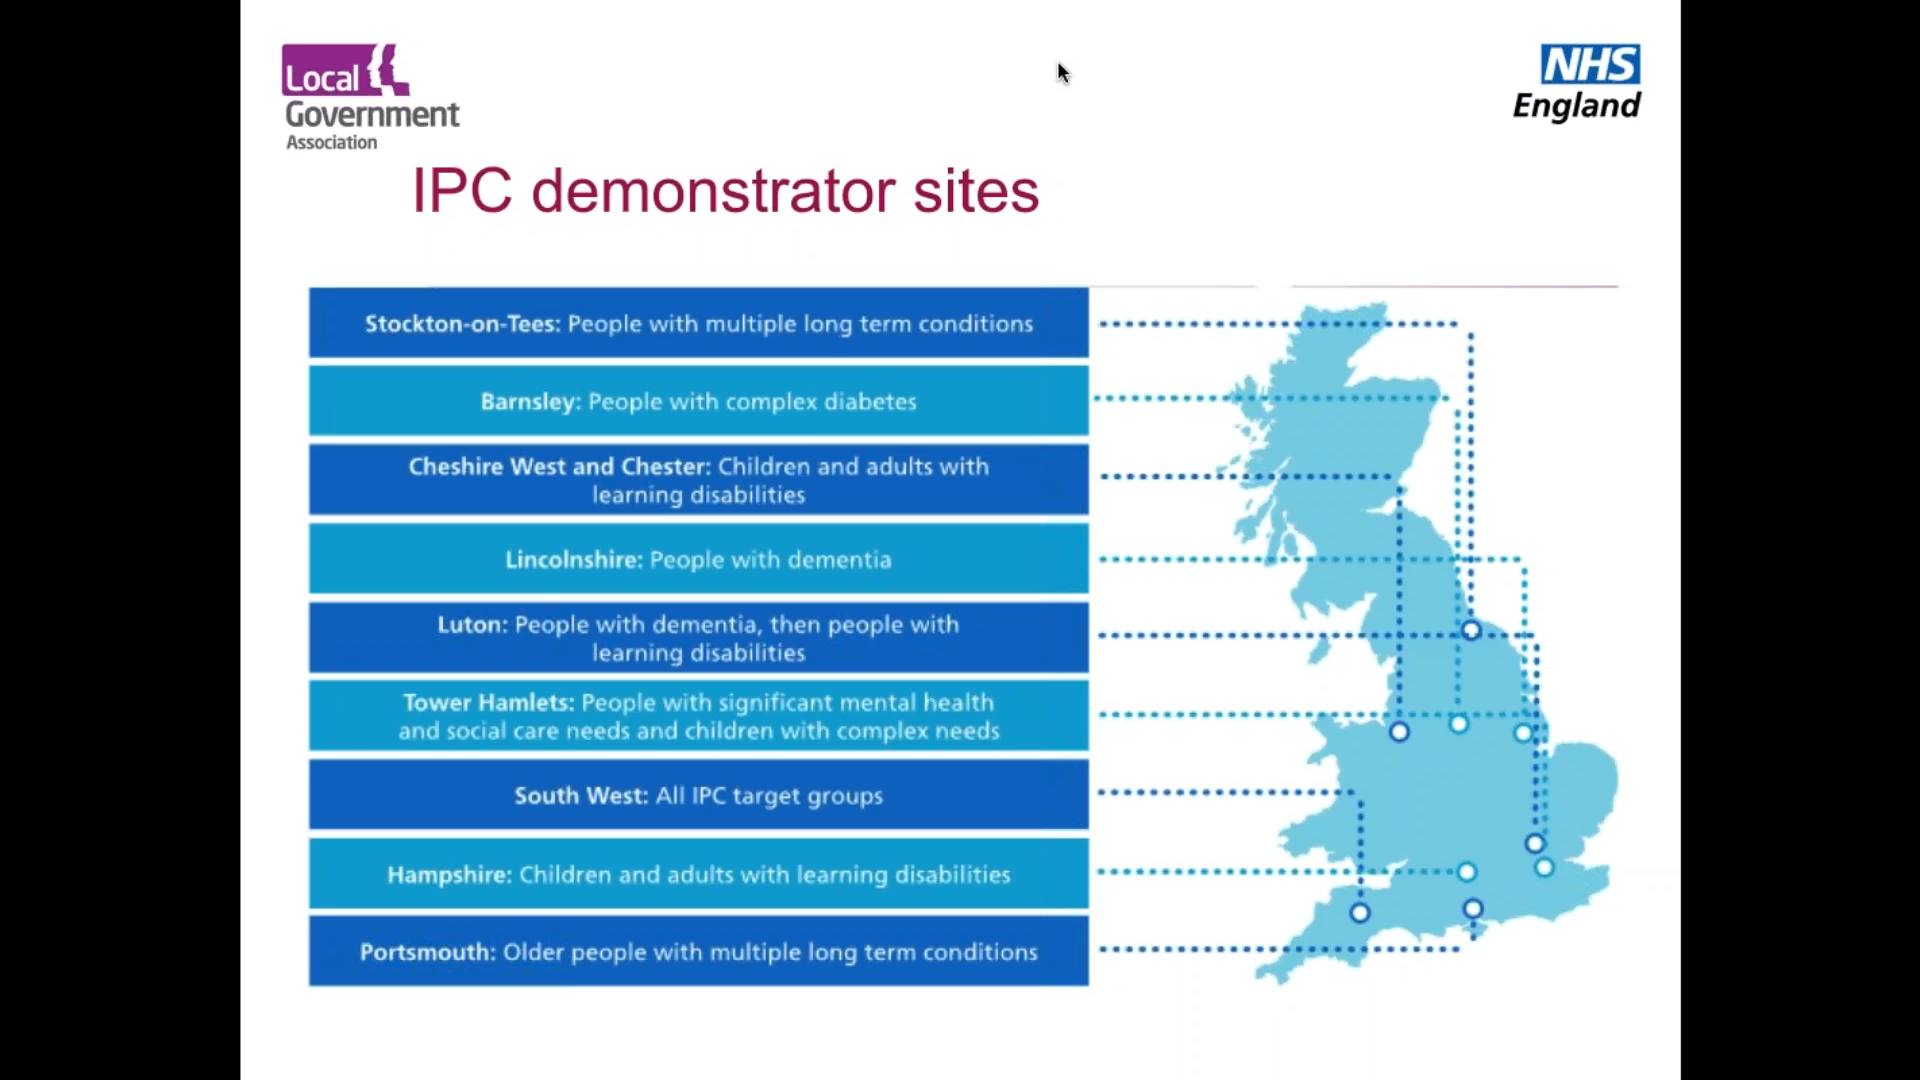 Local
Government
Association
NHS
England
IPC demonstrator sites
Stockton-on-Tees: People with multiple long term conditions
Barnsley: People with complex diabetes
Cheshire West and Chester: Children and adults with
learning disabilities
Lincolnshire: People with dementia
Luton: People with dementia, then people with
learning disabilities
Tower Hamlets: People with significant mental health
and social care needs and children with complex needs
South West: All IPC target groups
Hampshire: Children and adults with learning disabilities
Portsmouth: Older people with multiple long term conditions